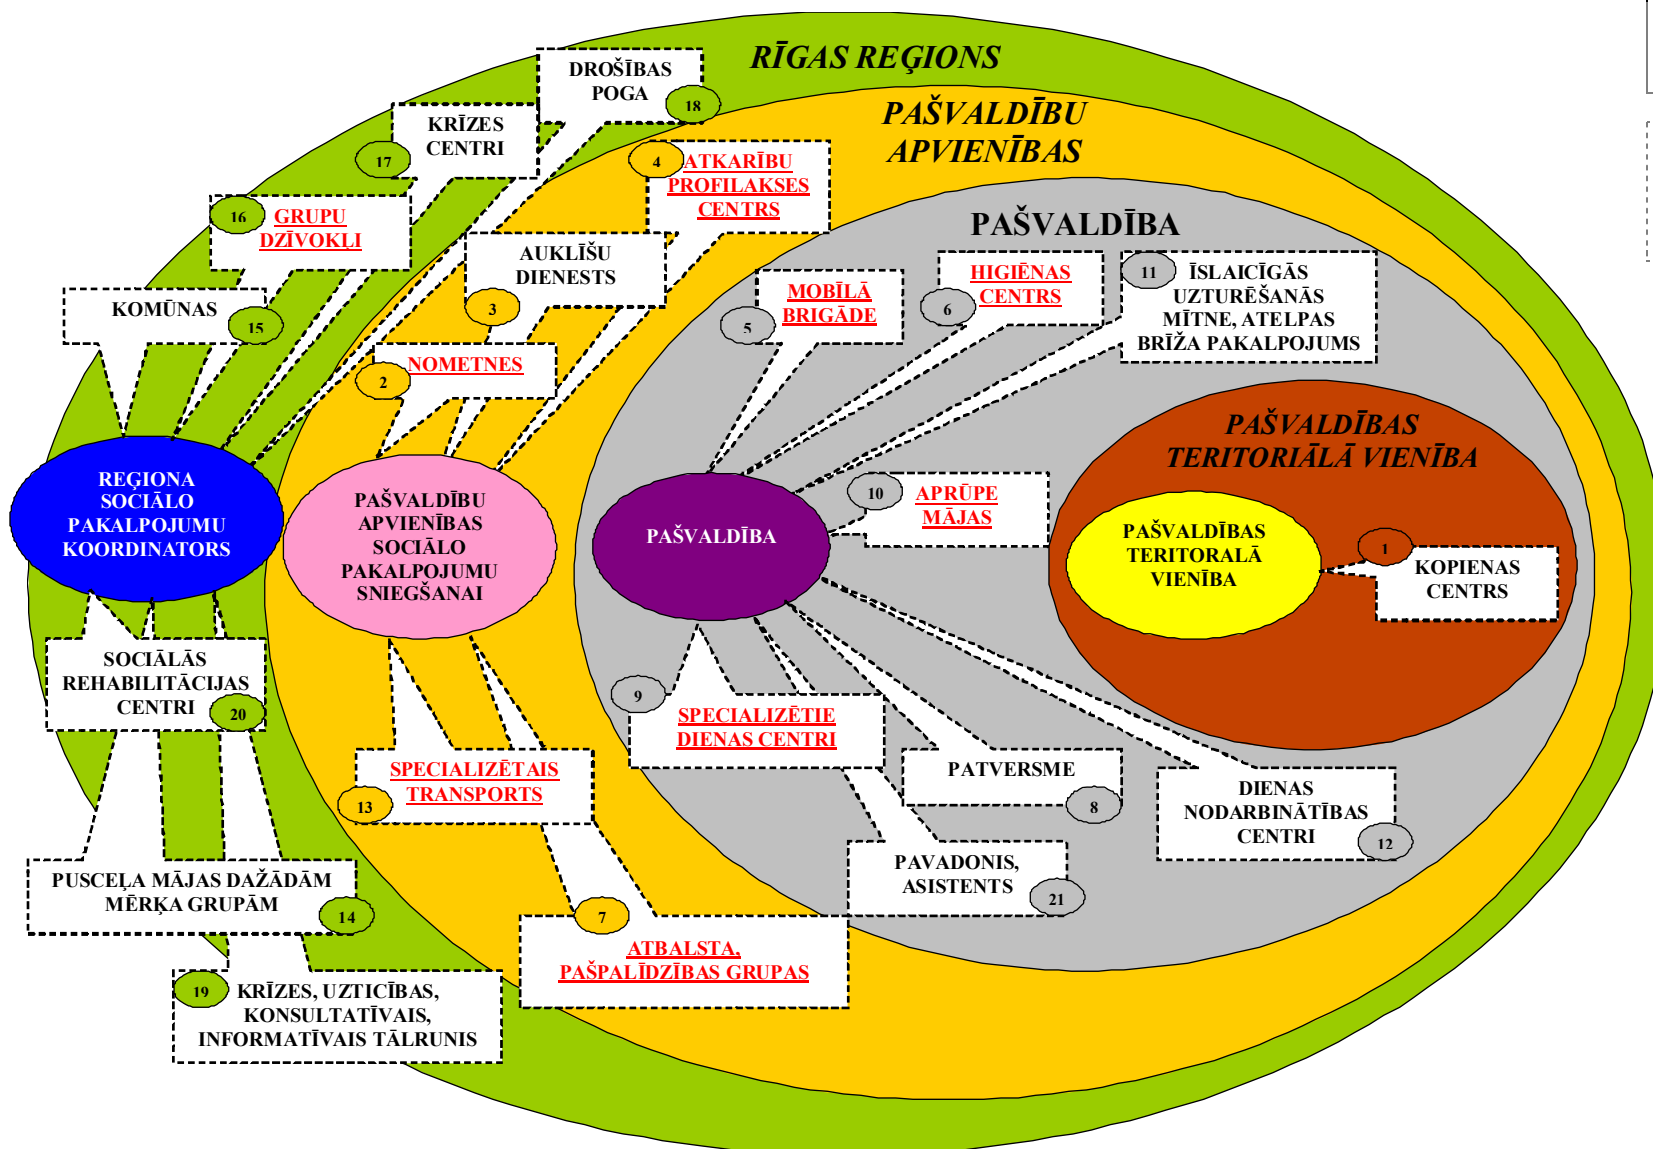 RĪGAS REĢIONS
PAŠVALDĪBU
APVIENĪBAS
PAŠVALDĪBA
PAŠVALDĪBAS
TERITORIĀLĀ VIENĪBA
DROŠĪBAS
POGA
18
KRĪZES
CENTRI
17
16
GRUPU
DZĪVOKĻI
KOMŪNAS
15
4
ATKARĪBU
PROFILAKSES
CENTRS
AUKLĪŠU
DIENESTS
3
NOMETNES
2
MOBĪLĀ
BRIGĀDE
5
HIGIĒNAS
CENTRS
6
11
ĪSLAICĪGĀS
UZTURĒŠANĀS
MĪTNE, ATELPAS
BRĪŽA PAKALPOJUMS
REĢIONA
SOCIĀLO
PAKALPOJUMU
KOORDINATORS
PAŠVALDĪBU
APVIENĪBAS
SOCIĀLO
PAKALPOJUMU
SNIEGŠANAI
PAŠVALDĪBA
10
APRŪPE
MĀJAS
PAŠVALDĪBAS
TERITORALĀ
VIENĪBA
1
KOPIENAS
CENTRS
SOCIĀLĀS
REHABILITĀCIJAS
CENTRI
20
9
SPECIALIZĒTIE
DIENAS CENTRI
SPECIALIZĒTAIS
TRANSPORTS
13
PATVERSME
8
DIENAS
NODARBINĀTĪBAS
CENTRI
12
PAVADONIS,
ASISTENTS
21
PUSCEĻA MĀJAS DAŽĀDĀM
MĒRĶA GRUPĀM
14
7
ATBALSTA,
PAŠPALĪDZĪBAS GRUPAS
19
KRĪZES, UZTICĪBAS,
KONSULTATĪVAIS,
INFORMATĪVAIS TĀLRUNIS